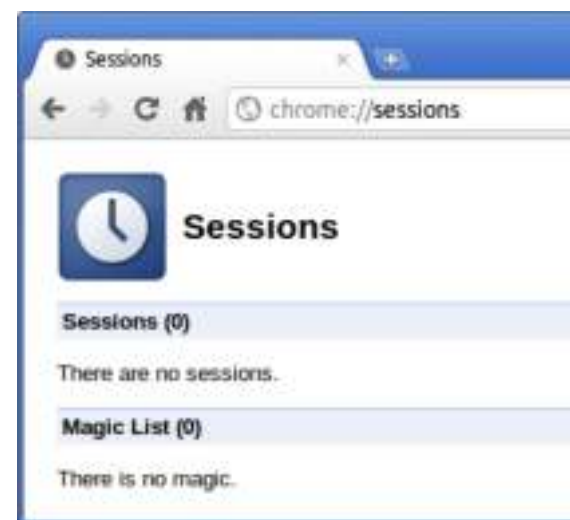 Sessions
chrome://sessions
Sessions
Sessions (0)
There are no sessions.
Magic List (0)
There is no magic.